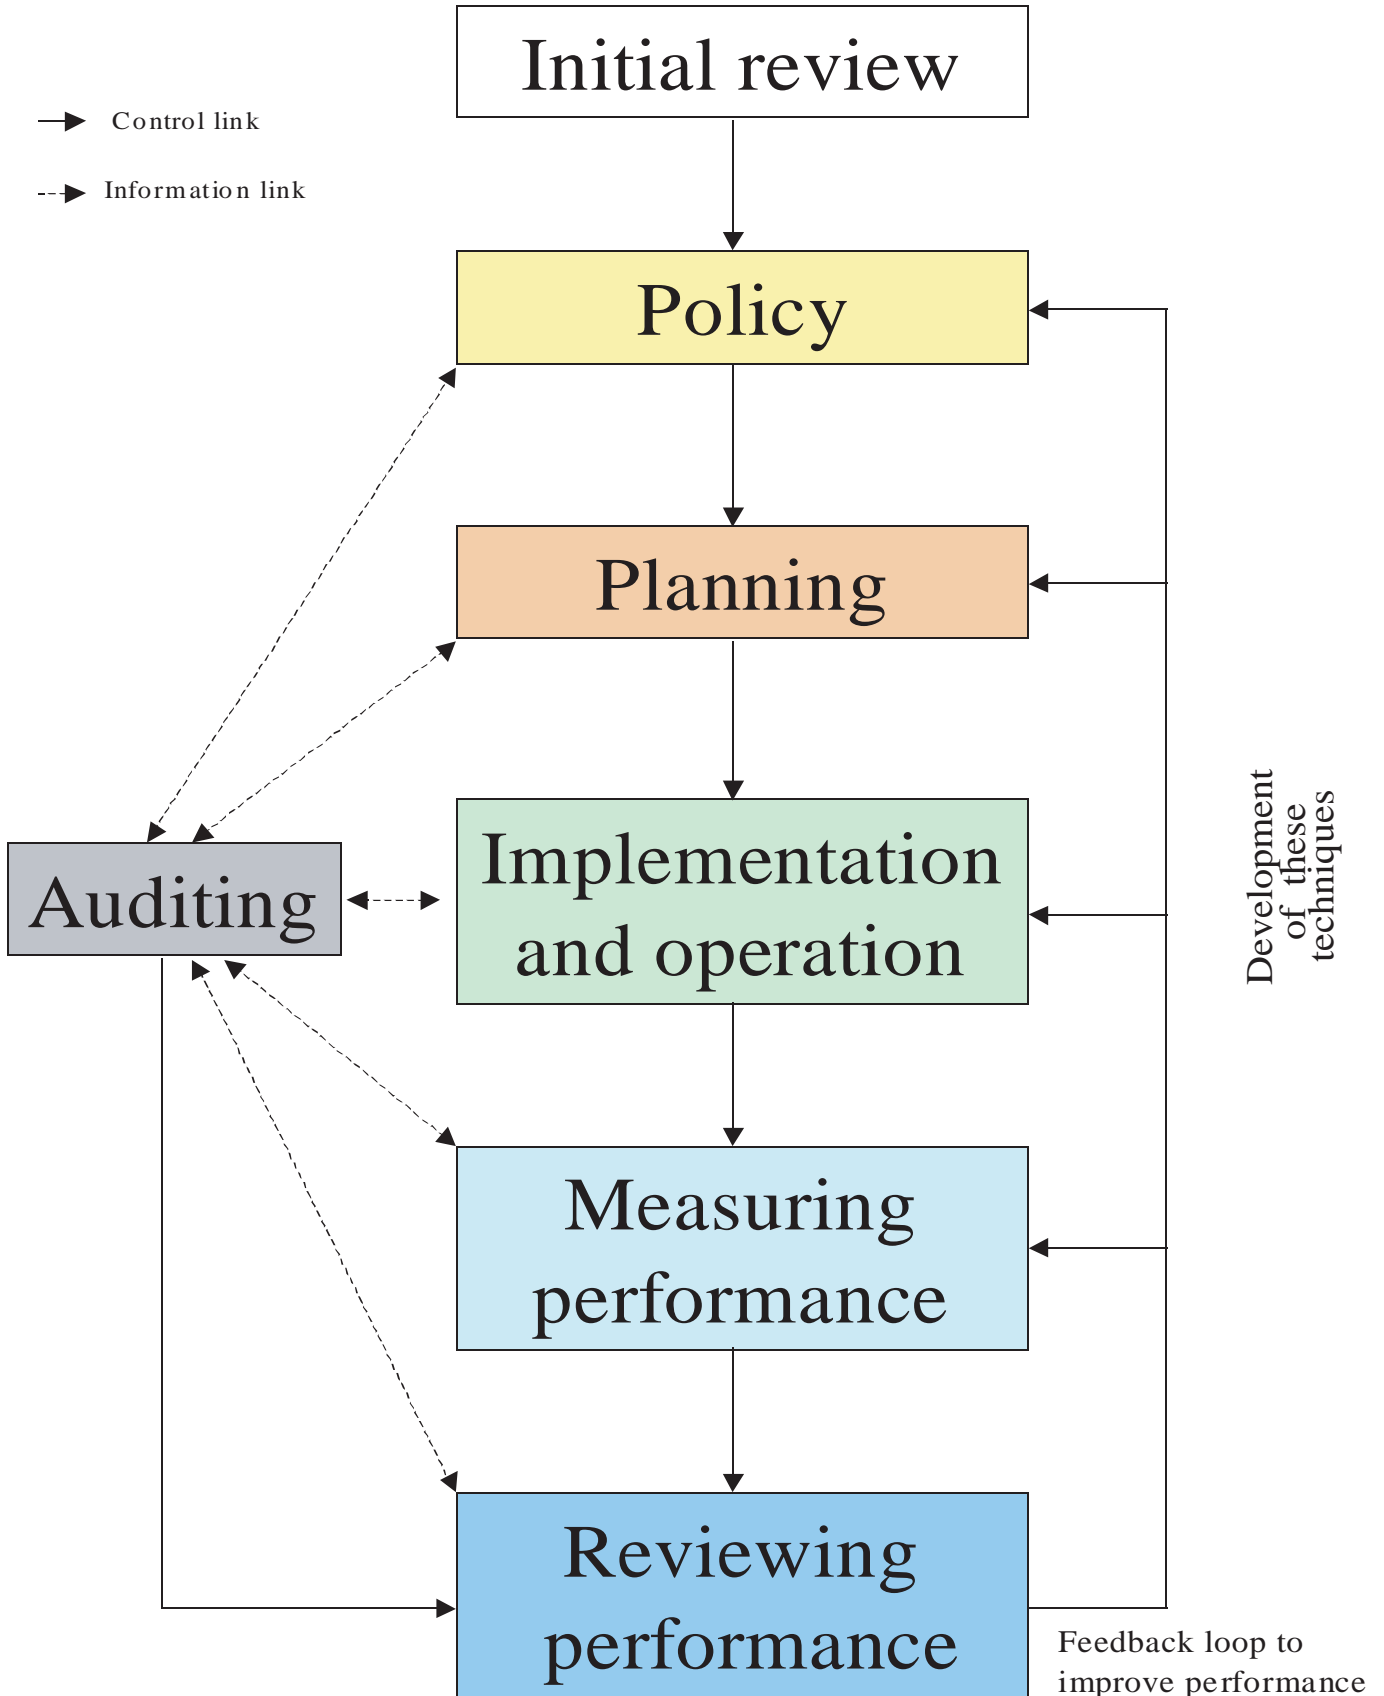 Initial review
Control link
Information link
Policy
Planning
Implementation
and operation
Auditing
Development
of these
techniques
Measuring
performance
Reviewing
performance
Feedback loop to
improve performance